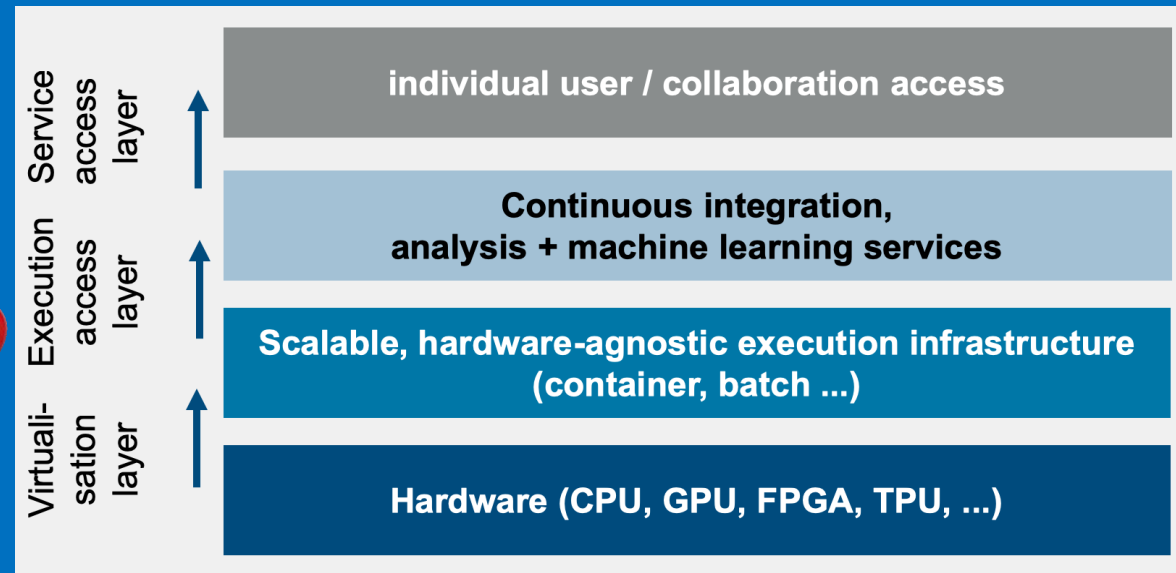 individual user / collaboration access
Continuous integration,
analysis + machine learning services
Scalable, hardware-agnostic execution infrastructure
(container, batch ...)
Hardware (CPU, GPU, FPGA, TPU, ...)
Service
access
layer
Execution
access
layer
Virtuali-
sation
layer